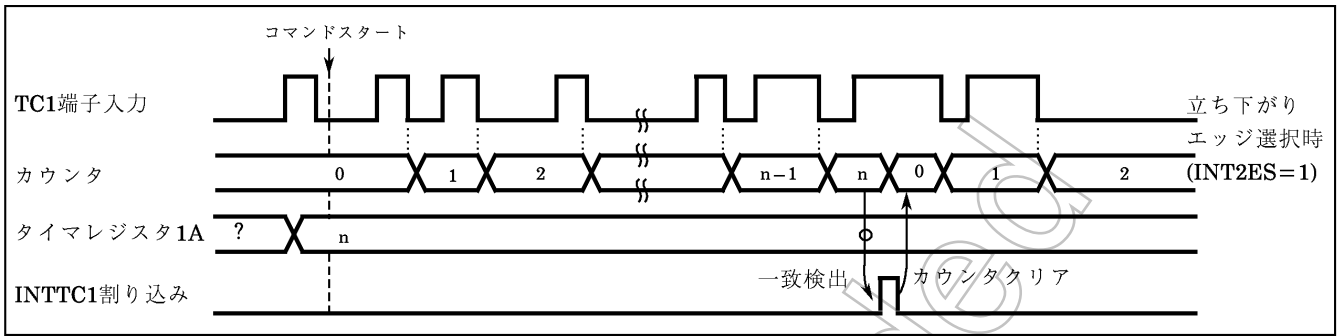 コマンドスタート
TC1端子入力
立ち下がり
エッジ選択時
(INT2ES=1)
カウンタ
0 1 2 n−1 n 0 1 2
タイマレジスタ1A
? n
一致検出
カウンタクリア
INTTC1割り込み